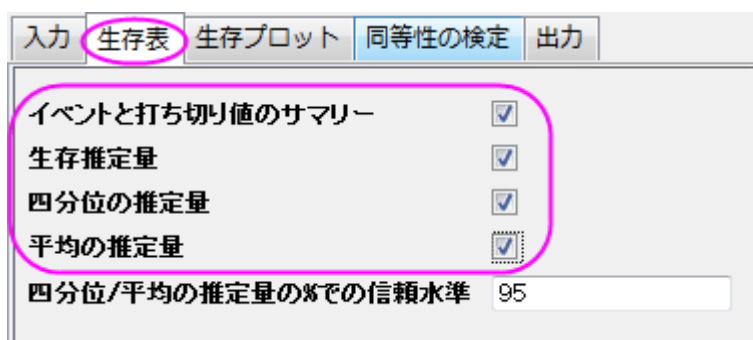 入力 生存表 生存プロット 同等性の検定 出力
イベントと打ち切り値のサマリー
生存推定量
四分位の推定量
平均の推定量
四分位/平均の推定量の%での信頼水準 95